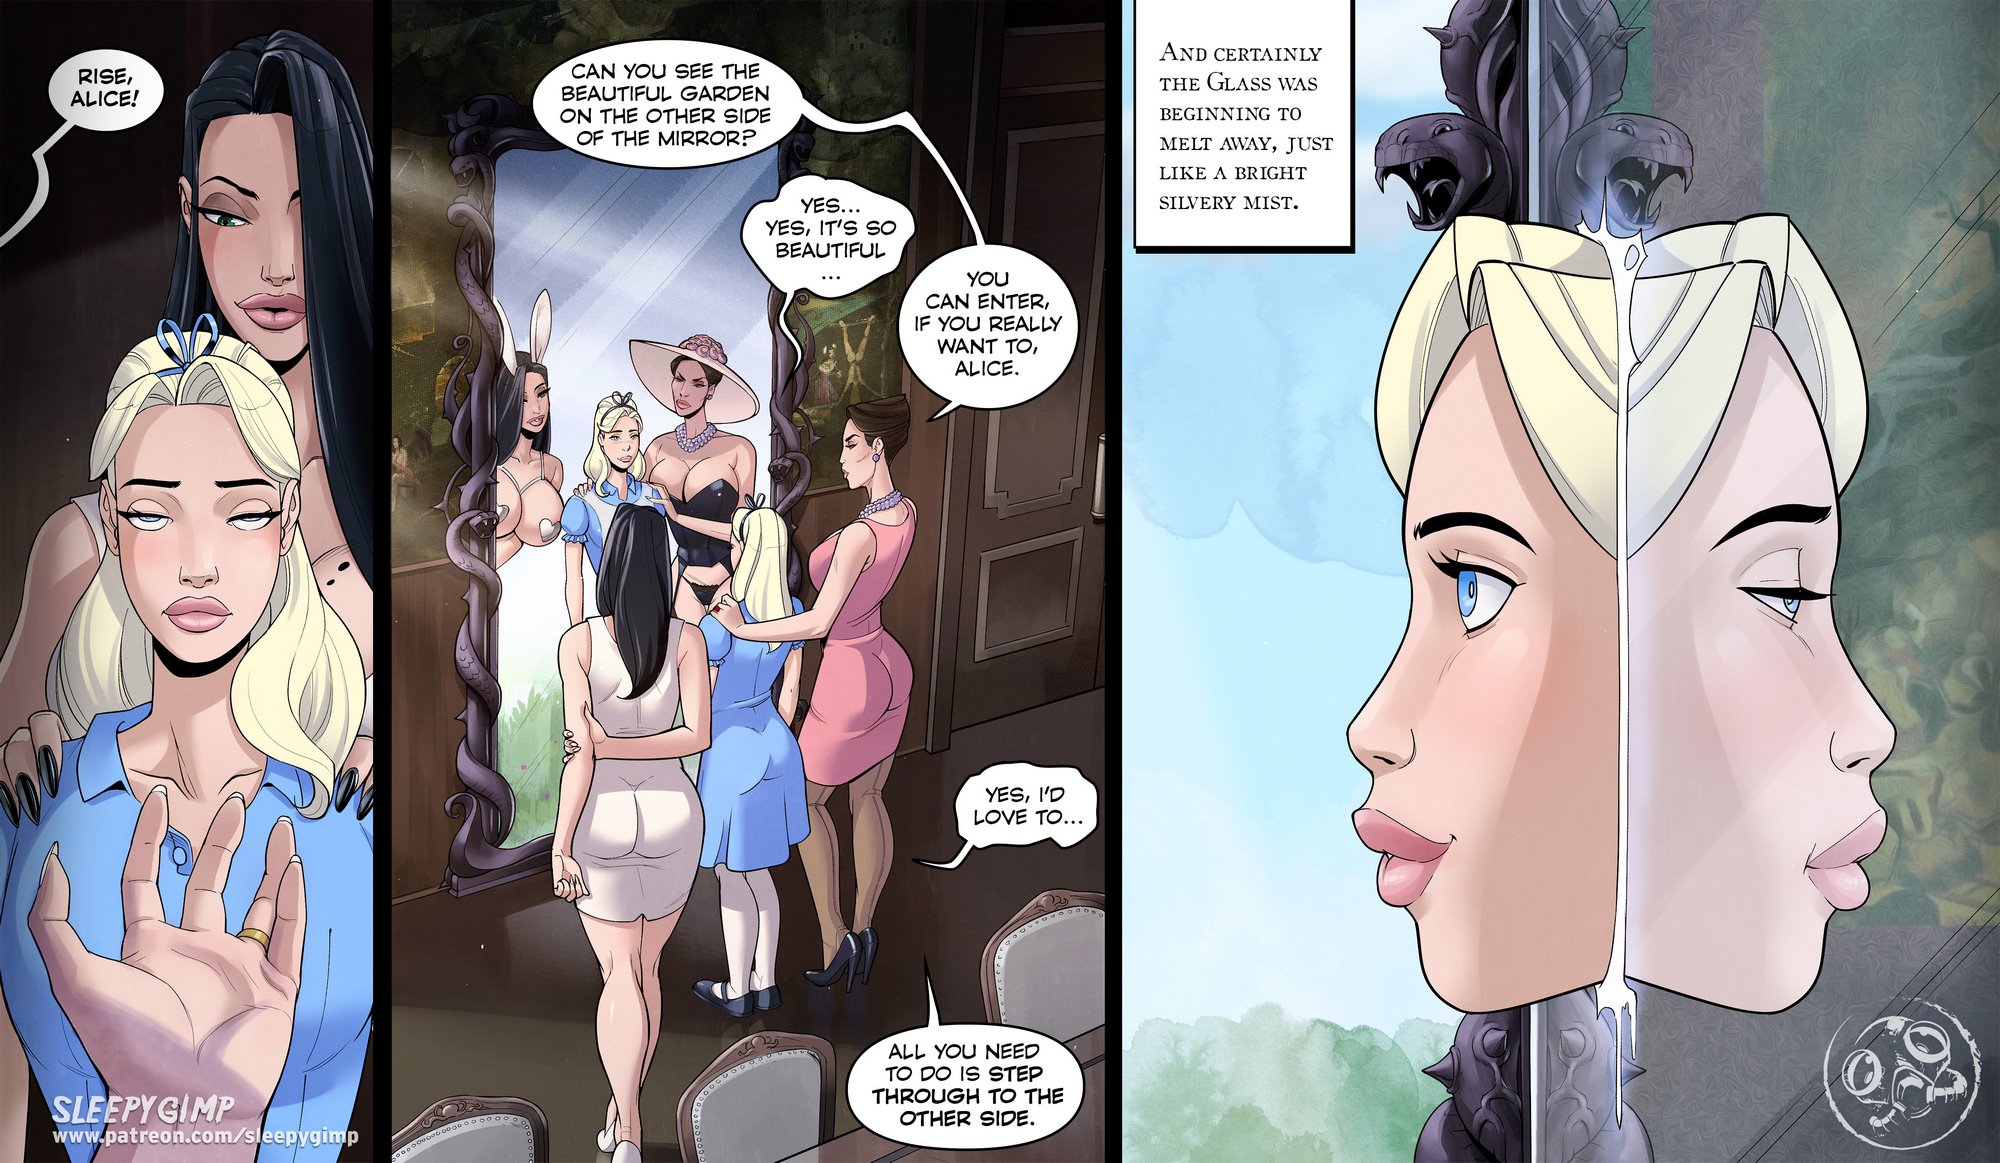 RISE,
ALICE!
CAN YOU SEE THE
BEAUTIFUL GARDEN
ON THE OTHER SIDE
OF THE MIRROR?
YES...
YES, IT'S SO
BEAUTIFUL
...
YOU
CAN ENTER,
IF YOU REALLY
WANT TO,
ALICE.
YES, I'D
LOVE TO...
ALL YOU NEED
TO DO IS STEP
THROUGH TO THE
OTHER SIDE.
AND CERTAINLY
THE GLASS WAS
BEGINNING TO
MELT AWAY, JUST
LIKE A BRIGHT
SILVERY MIST.
SLEEPYGIMP
www.patreon.com/sleepygimp